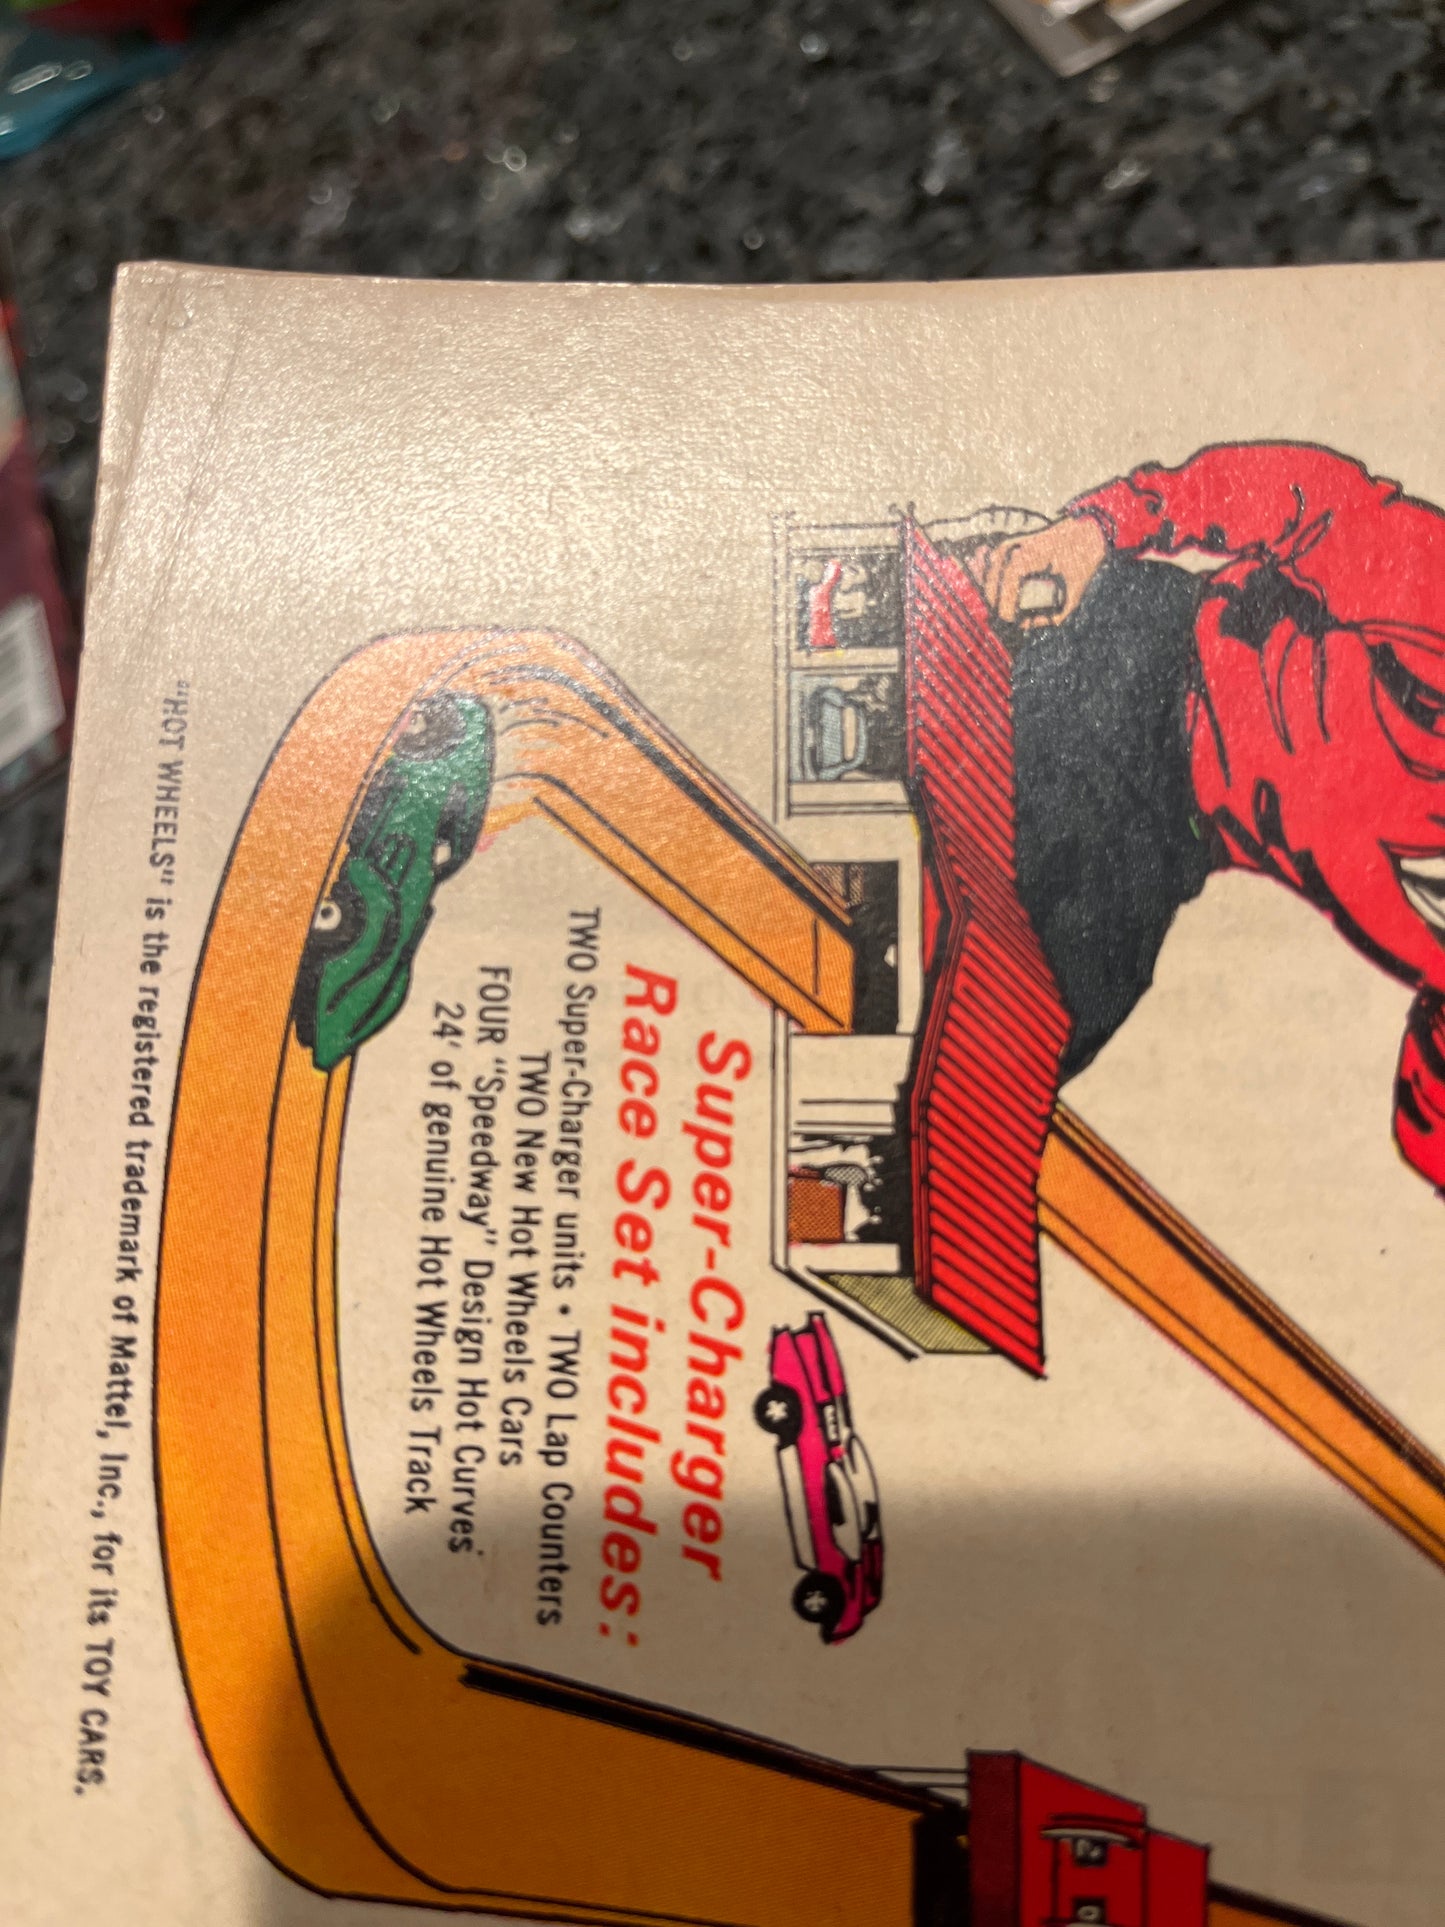 Super-Charger
Race Set includes:
TWO Super-Charger units • TWO Lap Counters
TWO New Hot Wheels Cars
FOUR "Speedway" Design Hot Curves
24' of genuine Hot Wheels Track
"HOT WHEELS" is the registered trademark of Mattel, Inc., for its TOY CARS.
2
0